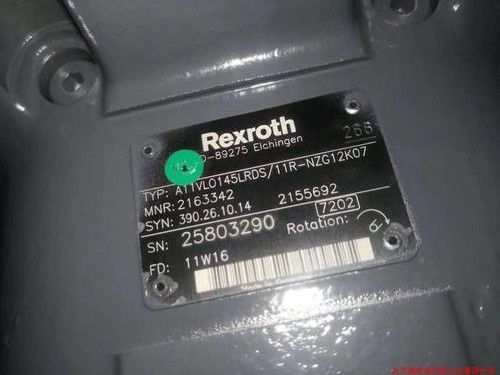 Rexroth
D-89275 Elchingen
266
TYP: A11VLO145LRDS/11R-NZG12K07
MNR: 2163342
SYN: 390.26.10.14 2155692
SN: 25803290 7202
Rotation:
FD: 11W16